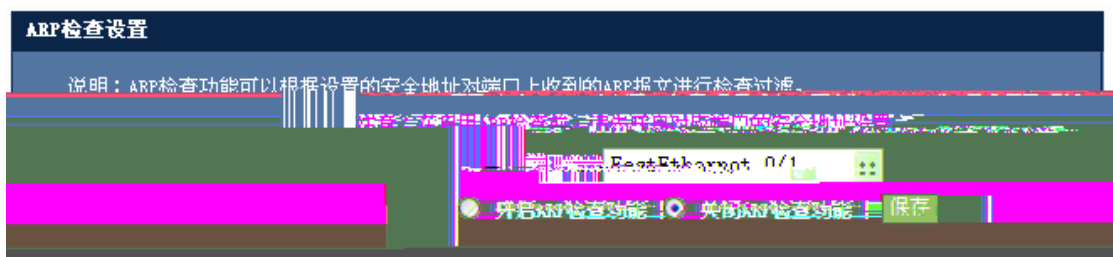 ARP检查设置
说明：ARP检查功能可以根据设置的安全地址对端口上收到的ARP报文进行检查过滤。
FastEthernet 0/1
开启ARP检查功能！ 关闭ARP检查功能！ 保存